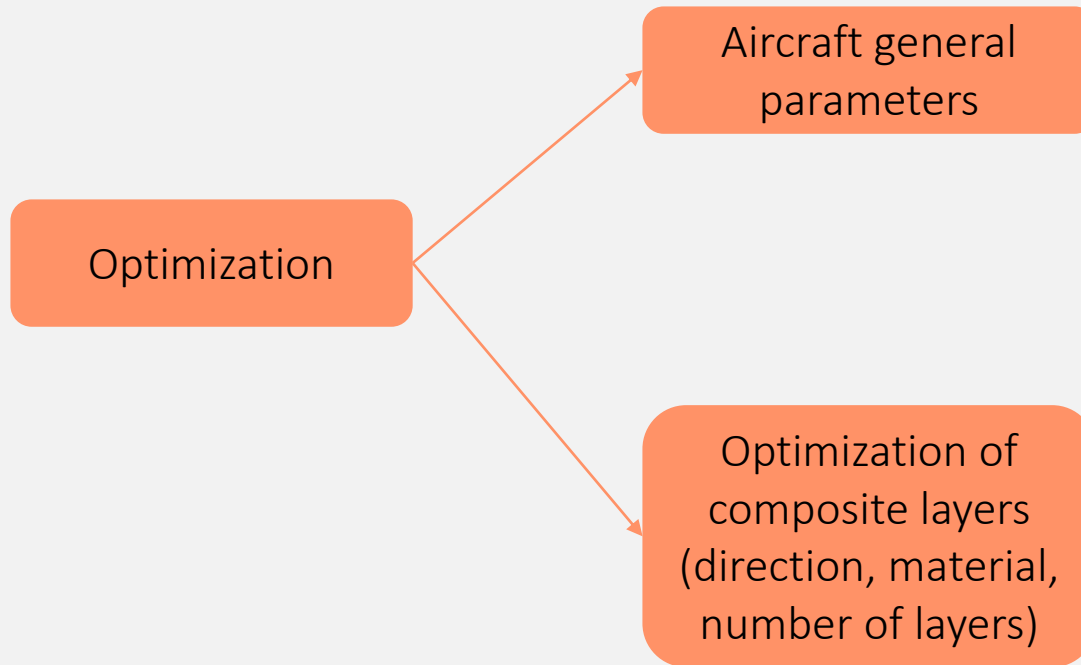 Aircraft general
parameters
Optimization
Optimization of
composite layers
(direction, material,
number of layers)